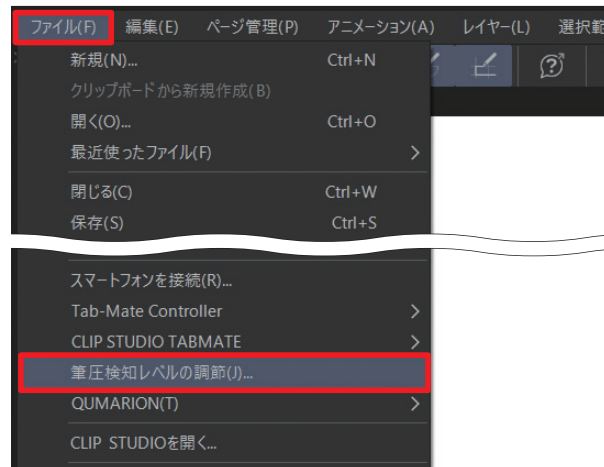 ファイル(F) 編集(E) ページ管理(P) アニメーション(A) レイヤー(L) 選択範
新規(N)... Ctrl+N
クリップボードから新規作成(B)
開く(O)... Ctrl+O
最近使ったファイル(F) >
閉じる(C) Ctrl+W
保存(S) Ctrl+S
スマートフォンを接続(R)...
Tab-Mate Controller >
CLIP STUDIO TABMATE >
筆圧検知レベルの調節(J)...
QUMARION(T) >
CLIP STUDIOを開く...